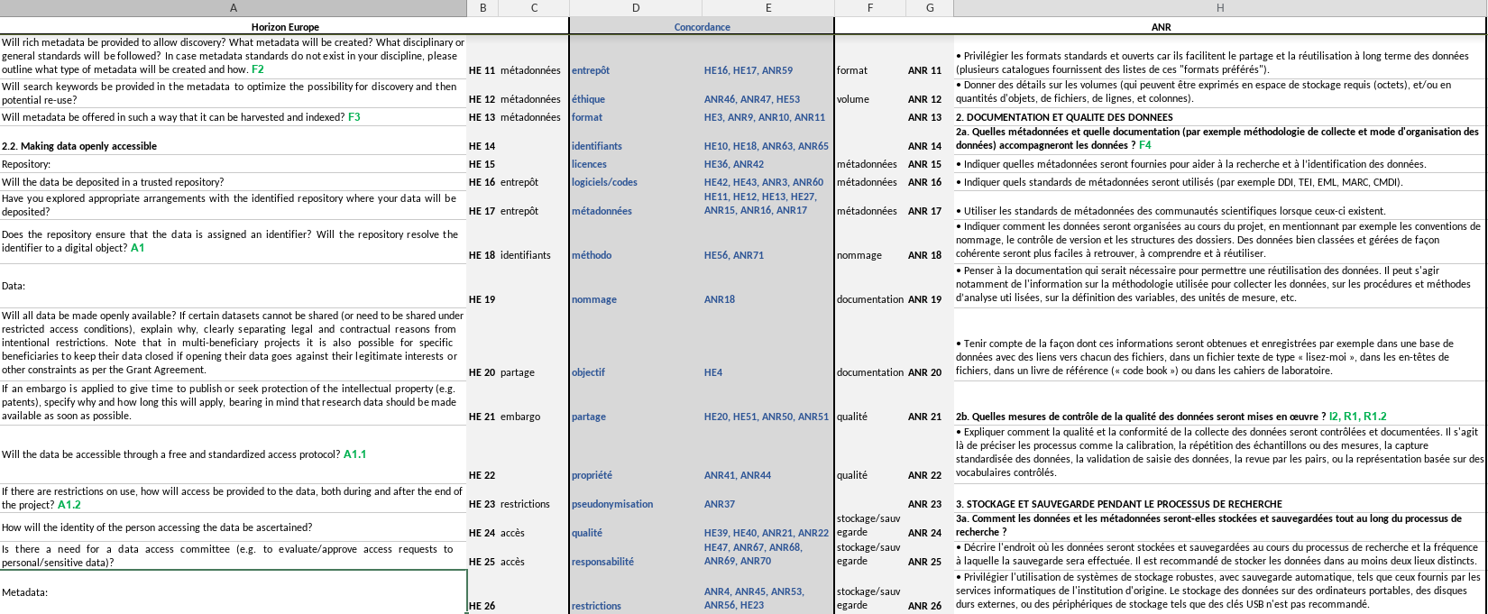 A B C D E F G H
Horizon Europe Concordance ANR
Will rich metadata be provided to allow discovery? What metadata will be created? What disciplinary or
general standards will be followed? In case metadata standards do not exist in your discipline, please
outline what type of metadata will be created and how. F2
HE 11 métadonnées entrepôt HE16, HE17, ANR59 format ANR 11
• Privilégier les formats standards et ouverts car ils facilitent le partage et la réutilisation à long terme des données
(plusieurs catalogues fournissent des listes de ces "formats préférés").
Will search keywords be provided in the metadata to optimize the possibility for discovery and then
potential re-use?
HE 12 métadonnées éthique ANR46, ANR47, HE53 volume ANR 12
• Donner des détails sur les volumes (qui peuvent être exprimés en espace de stockage requis (octets), et/ou en
quantités d'objets, de fichiers, de lignes, et colonnes).
Will metadata be offered in such a way that it can be harvested and indexed? F3
HE 13 métadonnées format HE3, ANR9, ANR10, ANR11 ANR 13
2. DOCUMENTATION ET QUALITE DES DONNEES
2.2. Making data openly accessible
HE 14 identifiants HE10, HE18, ANR63, ANR65 ANR 14
2a. Quelles métadonnées et quelle documentation (par exemple méthodologie de collecte et mode d'organisation des
données) accompagneront les données ? F4
Repository:
HE 15 licences HE36, ANR42 métadonnées ANR 15
• Indiquer quelles métadonnées seront fournies pour aider à la recherche et à l'identification des données.
Will the data be deposited in a trusted repository?
HE 16 entrepôt logiciels/codes HE42, HE43, ANR3, ANR60 métadonnées ANR 16
• Indiquer quels standards de métadonnées seront utilisés (par exemple DDI, TEI, EML, MARC, CMDI).
Have you explored appropriate arrangements with the identified repository where your data will be
deposited?
HE 17 entrepôt métadonnées
HE11, HE12, HE13, HE27,
ANR15, ANR16, ANR17
métadonnées ANR 17
• Utiliser les standards de métadonnées des communautés scientifiques lorsque ceux-ci existent.
Does the repository ensure that the data is assigned an identifier? Will the repository resolve the
identifier to a digital object? A1
HE 18 identifiants méthodo HE56, ANR71 nommage ANR 18
• Indiquer comment les données seront organisées au cours du projet, en mentionnant par exemple les conventions de
nommage, le contrôle de version et les structures des dossiers. Des données bien classées et gérées de façon
cohérente seront plus faciles à retrouver, à comprendre et à réutiliser.
Data:
HE 19 nommage ANR18 documentation ANR 19
• Penser à la documentation qui serait nécessaire pour permettre une réutilisation des données. Il peut s'agir
notamment de l'information sur la méthodologie utilisée pour collecter les données, sur les procédures et méthodes
d'analyse uti lisées, sur la définition des variables, des unités de mesure, etc.
Will all data be made openly available? If certain datasets cannot be shared (or need to be shared under
restricted access conditions), explain why, clearly separating legal and contractual reasons from
intentional restrictions. Note that in multi-beneficiary projects it is also possible for specific
beneficiaries to keep their data closed if opening their data goes against their legitimate interests or
other constraints as per the Grant Agreement.
HE 20 partage objectif HE4 documentation ANR 20
• Tenir compte de la façon dont ces informations seront obtenues et enregistrées par exemple dans une base de
données avec des liens vers chacun des fichiers, dans un fichier texte de type « lisez-moi », dans les en-têtes de
fichiers, dans un livre de référence (« code book ») ou dans les cahiers de laboratoire.
If an embargo is applied to give time to publish or seek protection of the intellectual property (e.g.
patents), specify why and how long this will apply, bearing in mind that research data should be made
available as soon as possible.
HE 21 embargo partage HE20, HE51, ANR50, ANR51 qualité ANR 21
2b. Quelles mesures de contrôle de la qualité des données seront mises en œuvre ? I2, R1, R1.2
Will the data be accessible through a free and standardized access protocol? A1.1
HE 22 propriété ANR41, ANR44 qualité ANR 22
• Expliquer comment la qualité et la conformité de la collecte des données seront contrôlées et documentées. Il s'agit
là de préciser les processus comme la calibration, la répétition des échantillons ou des mesures, la capture
standardisée des données, la validation de saisie des données, la revue par les pairs, ou la représentation basée sur des
vocabulaires contrôlés.
If there are restrictions on use, how will access be provided to the data, both during and after the end of
the project? A1.2
HE 23 restrictions pseudonymisation ANR37 ANR 23
3. STOCKAGE ET SAUVEGARDE PENDANT LE PROCESSUS DE RECHERCHE
How will the identity of the person accessing the data be ascertained?
HE 24 accès qualité HE39, HE40, ANR21, ANR22
stockage/sauv
egarde
ANR 24
3a. Comment les données et les métadonnées seront-elles stockées et sauvegardées tout au long du processus de
recherche ?
Is there a need for a data access committee (e.g. to evaluate/approve access requests to
personal/sensitive data)?
HE 25 accès responsabilité
HE47, ANR67, ANR68,
ANR69, ANR70
stockage/sauv
egarde
ANR 25
• Décrire l'endroit où les données seront stockées et sauvegardées au cours du processus de recherche et la fréquence
à laquelle la sauvegarde sera effectuée. Il est recommandé de stocker les données dans au moins deux lieux distincts.
Metadata:
HE 26 restrictions
ANR4, ANR45, ANR53,
ANR56, HE23
stockage/sauv
egarde
ANR 26
• Privilégier l'utilisation de systèmes de stockage robustes, avec sauvegarde automatique, tels que ceux fournis par les
services informatiques de l'institution d'origine. Le stockage des données sur des ordinateurs portables, des disques
durs externes, ou des périphériques de stockage tels que des clés USB n'est pas recommandé.